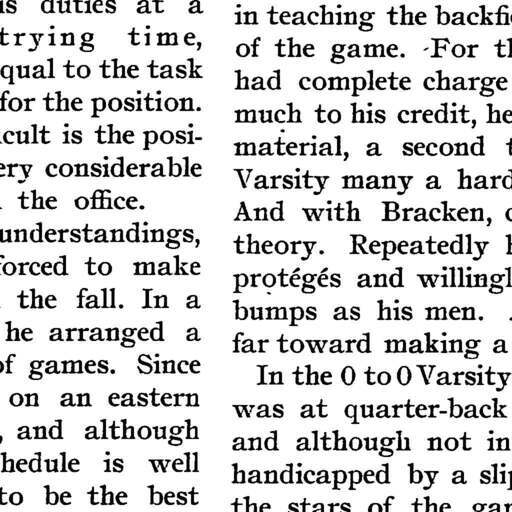 duties at a
trying time,
qual to the task
for the position.
cult is the posi-
ery considerable
the office.
understandings,
forced to make
the fall. In a
he arranged a
of games. Since
on an eastern
, and although
hedule is well
to be the best
in teaching the backfi
of the game. For th
had complete charge
much to his credit, he
material, a second
Varsity many a hard
And with Bracken,
theory. Repeatedly
protégés and willingl
bumps as his men.
far toward making a
In the 0 to 0 Varsity
was at quarter-back
and although not in
handicapped by a slip
the stars of the gam